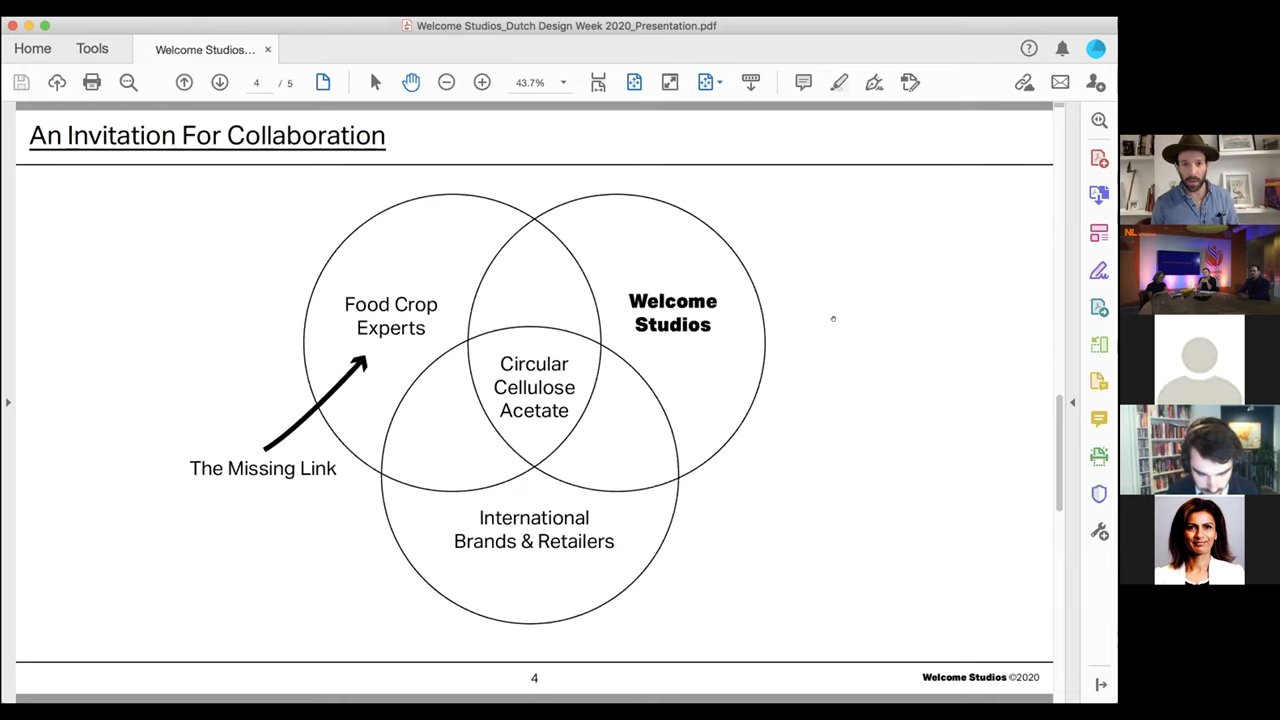 Welcome Studios_Dutch Design Week 2020_Presentation.pdf
Home Tools Welcome Studios... ×
4 / 5 43.7%
An Invitation For Collaboration
Food Crop
Experts
Welcome
Studios
Circular
Cellulose
Acetate
The Missing Link
International
Brands & Retailers
4
Welcome Studios ©2020
NL